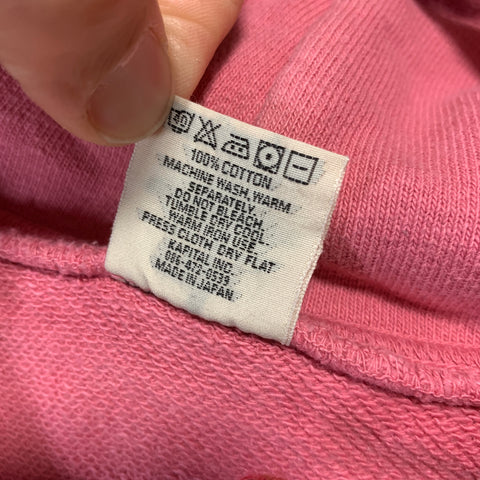 100% COTTON
MACHINE WASH WARM
SEPARATELY.
DO NOT BLEACH.
TUMBLE DRY COOL.
WARM IRON USE
PRESS CLOTH DRY FLAT
KAPITAL INC.
086-472-0539
MADE IN JAPAN